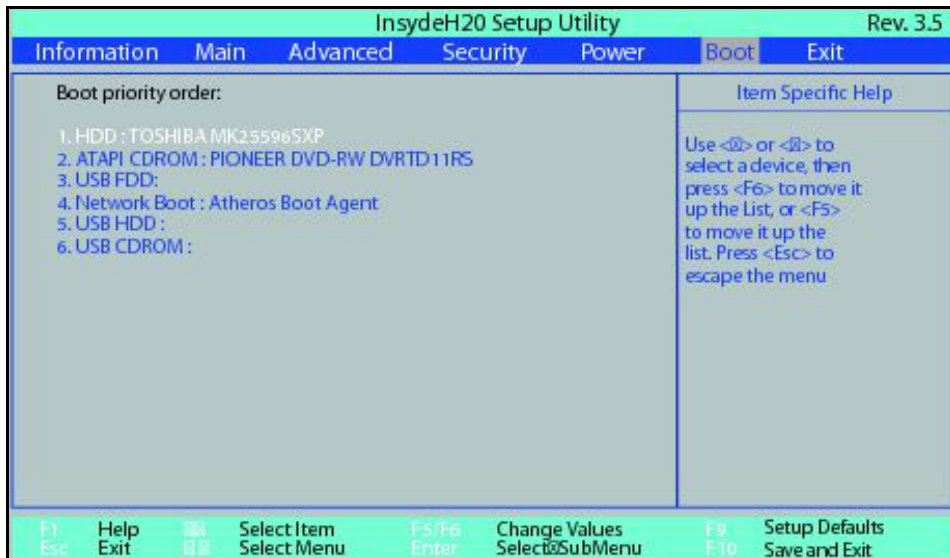 InsydeH20 Setup Utility Rev. 3.5
Information Main Advanced Security Power Boot Exit
Boot priority order:
1. HDD : TOSHIBA MK25596SXP
2. ATAPI CDROM : PIONEER DVD-RW DVRTD11RS
3. USB FDD:
4. Network Boot : Atheros Boot Agent
5. USB HDD :
6. USB CDROM :
Item Specific Help
Use <☒> or <☒> to
select a device, then
press <F6> to move it
up the List, or <F5>
to move it up the
list. Press <Esc> to
escape the menu
F1 Help ☒☒ Select Item F5/F6 Change Values F9 Setup Defaults
Esc Exit ☒☒ Select Menu Enter Select☒SubMenu F10 Save and Exit